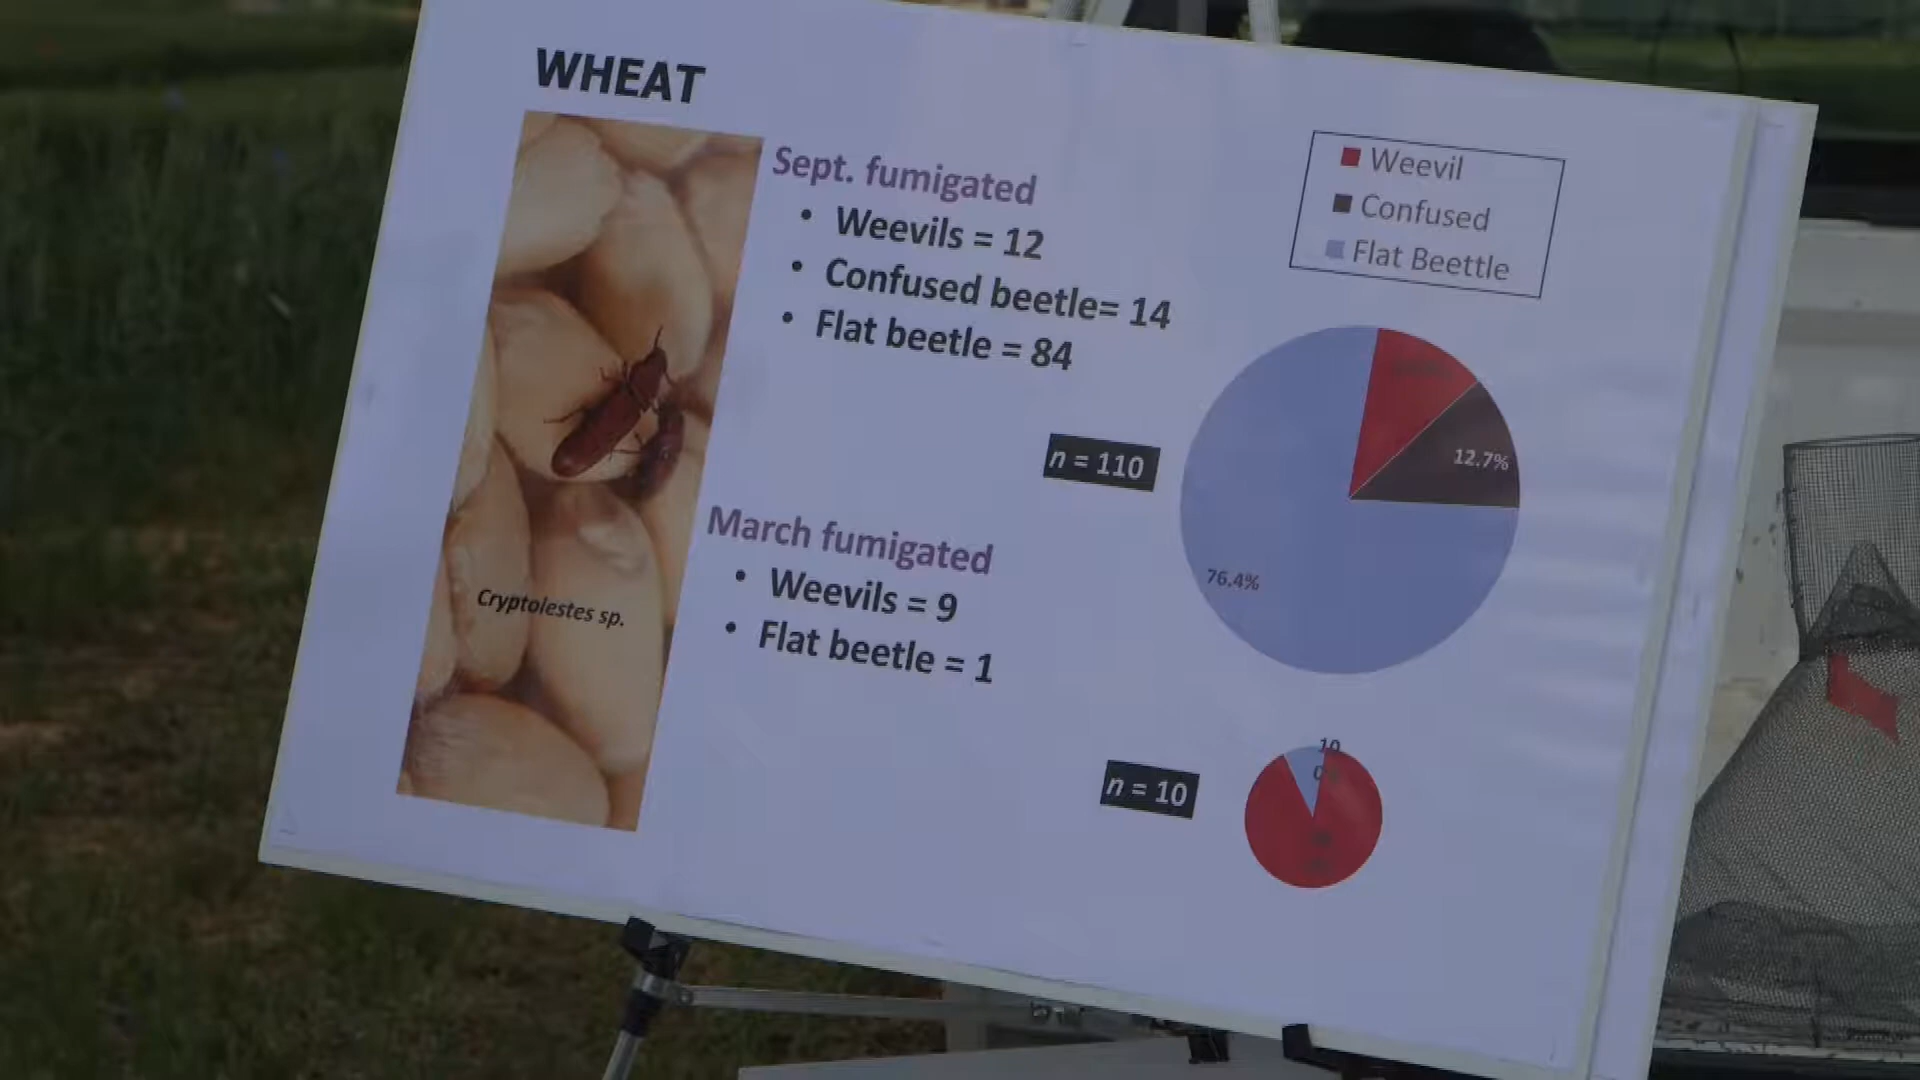 WHEAT
Sept. fumigated
• Weevils = 12
• Confused beetle= 14
• Flat beetle = 84
Weevil
Confused
Flat Beettle
n = 110
12.7%
76.4%
March fumigated
• Weevils = 9
• Flat beetle = 1
Cryptolestes sp.
n = 10
10